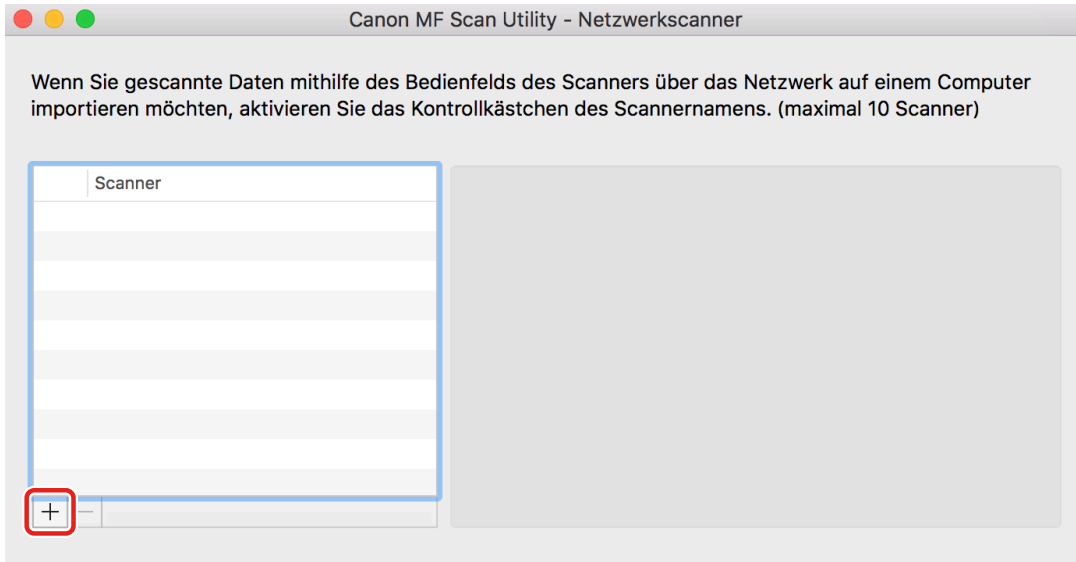 Canon MF Scan Utility - Netzwerkscanner
Wenn Sie gescannte Daten mithilfe des Bedienfelds des Scanners über das Netzwerk auf einem Computer
importieren möchten, aktivieren Sie das Kontrollkästchen des Scannernamens. (maximal 10 Scanner)
Scanner
+ −